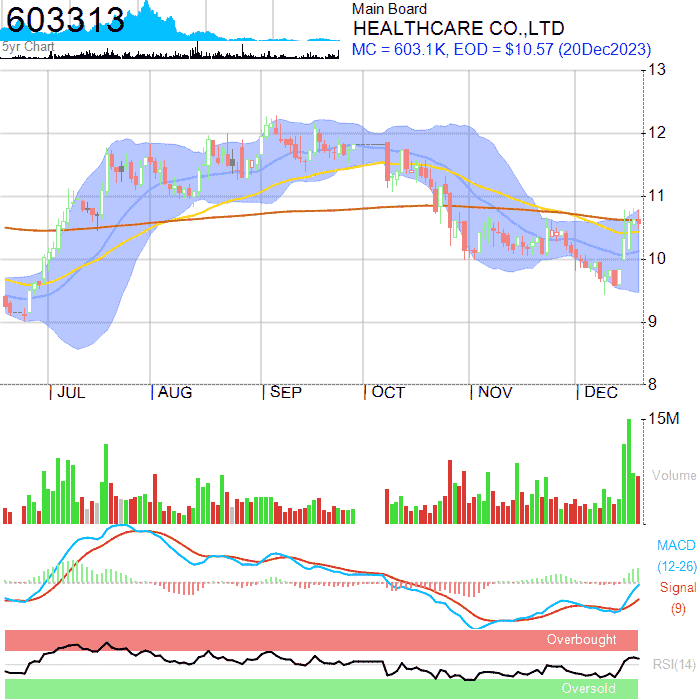 603313
Main Board
HEALTHCARE CO.,LTD
MC = 603.1K, EOD = $10.57 (20Dec2023)
5yr Chart
13
12
11
10
9
8
JUL AUG SEP OCT NOV DEC
15M
Volume
MACD
(12-26)
Signal
(9)
Overbought
RSI(14)
Oversold